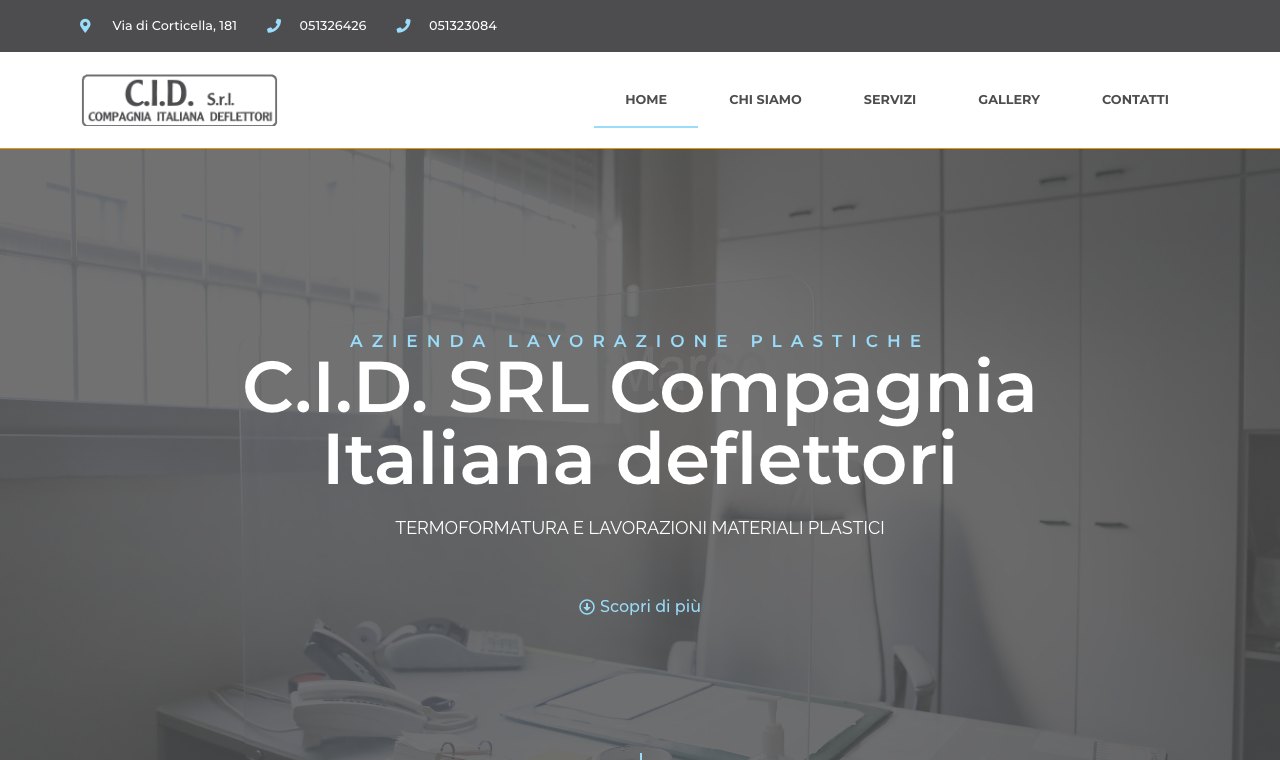 Via di Corticella, 181 051326426 051323084
C.I.D. S.r.l.
COMPAGNIA ITALIANA DEFLETTORI
HOME CHI SIAMO SERVIZI GALLERY CONTATTI
AZIENDA LAVORAZIONE PLASTICHE
C.I.D. SRL Compagnia
Italiana deflettori
TERMOFORMATURA E LAVORAZIONI MATERIALI PLASTICI
Scopri di più